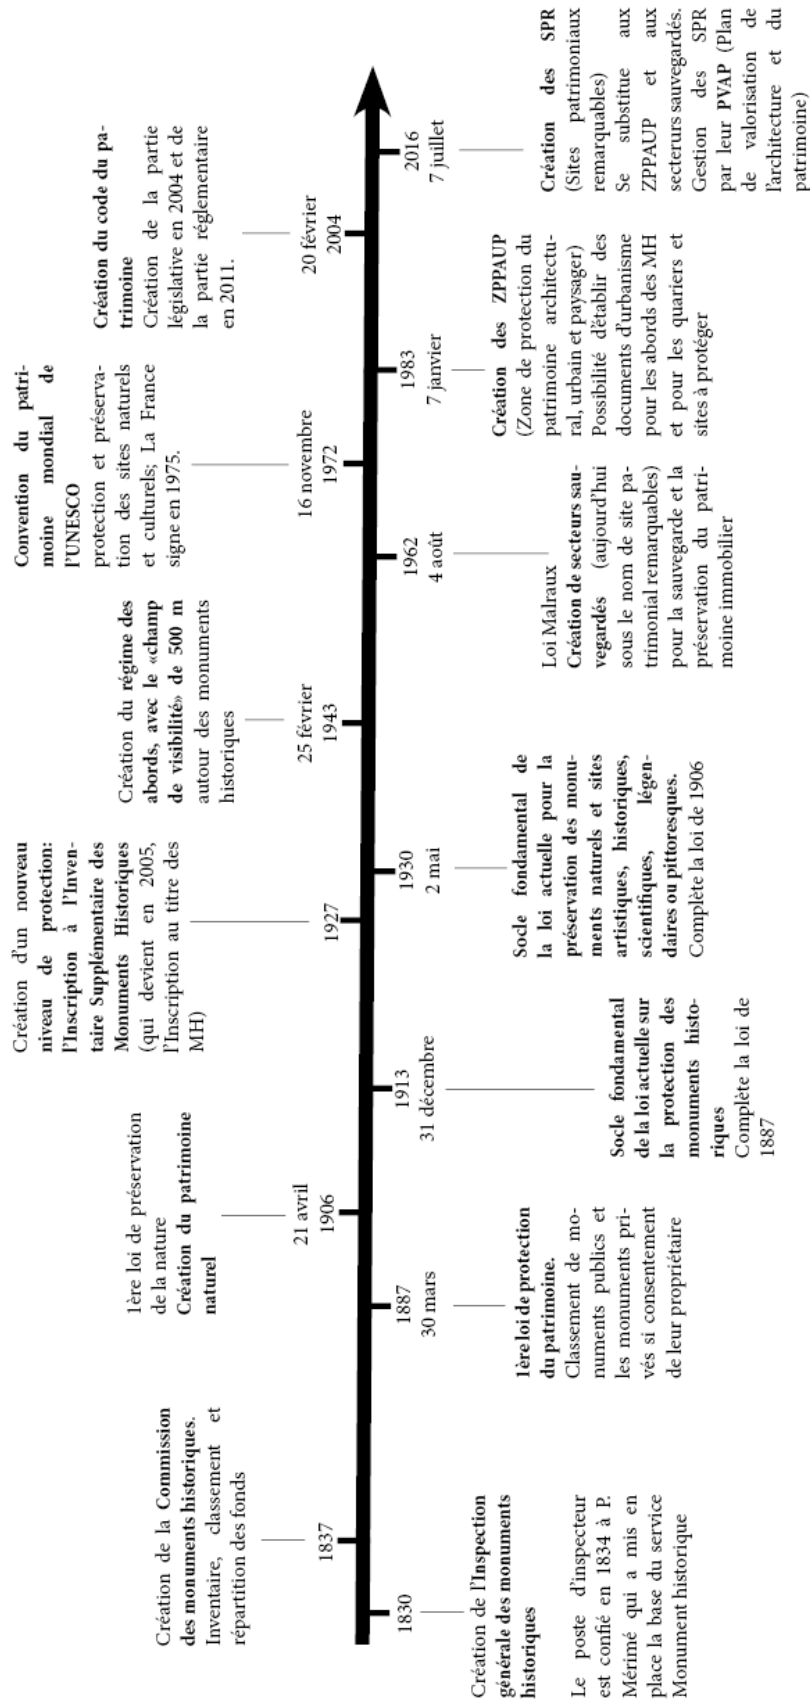 Création de l'Inspection
générale des monuments
historiques
Le poste d'inspecteur
est confié en 1834 à P.
Mérimé qui a mis en
place la base du service
Monument historique
1830
Création de la Commission
des monuments historiques.
Inventaire, classement et
répartition des fonds
1837
1887
30 mars
1ère loi de protection
du patrimoine.
Classement de mo-
numents publics et
les monuments pri-
vés si consentement
de leur propriétaire
1ère loi de préservation
de la nature
Création du patrimoine
naturel
21 avril
1906
1913
31 décembre
Socle fondamental
de la loi actuelle sur
la protection des
monuments histo-
riques
Complète la loi de
1887
Création d'un nouveau
niveau de protection:
l'Inscription à l'Inven-
taire Supplémentaire des
Monuments Historiques
(qui devient en 2005,
l'Inscription au titre des
MH)
1927
1930
2 mai
Socle fondamental de
la loi actuelle pour la
préservation des monu-
ments naturels et sites
artistiques, historiques,
scientifiques, légen-
daires ou pittoresques.
Complète la loi de 1906
Création du régime des
abords, avec le «champ
de visibilité» de 500 m
autour des monuments
historiques
25 février
1943
1962
4 août
Loi Malraux
Création de secteurs sau-
vegardés (aujourd'hui
sous le nom de site pa-
trimonial remarquables)
pour la sauvegarde et la
préservation du patri-
moine immobilier
Convention du patri-
moine mondial de
l'UNESCO
protection et préserva-
tion des sites naturels
et culturels; La France
signe en 1975.
16 novembre
1972
1983
7 janvier
Création des ZPPAUP
(Zone de protection du
patrimoine architectu-
ral, urbain et paysager)
Possibilité d'établir des
documents d'urbanisme
pour les abords des MH
et pour les quariers et
sites à protéger
Création du code du pa-
trimoine
Création de la partie
législative en 2004 et de
la partie réglementaire
en 2011.
20 février
2004
2016
7 juillet
Création des SPR
(Sites patrimoniaux
remarquables)
Se substitue aux
ZPPAUP et aux
secterurs sauvegardés.
Gestion des SPR
par leur PVAP (Plan
de valorisation de
l'architecture et du
patrimoine)